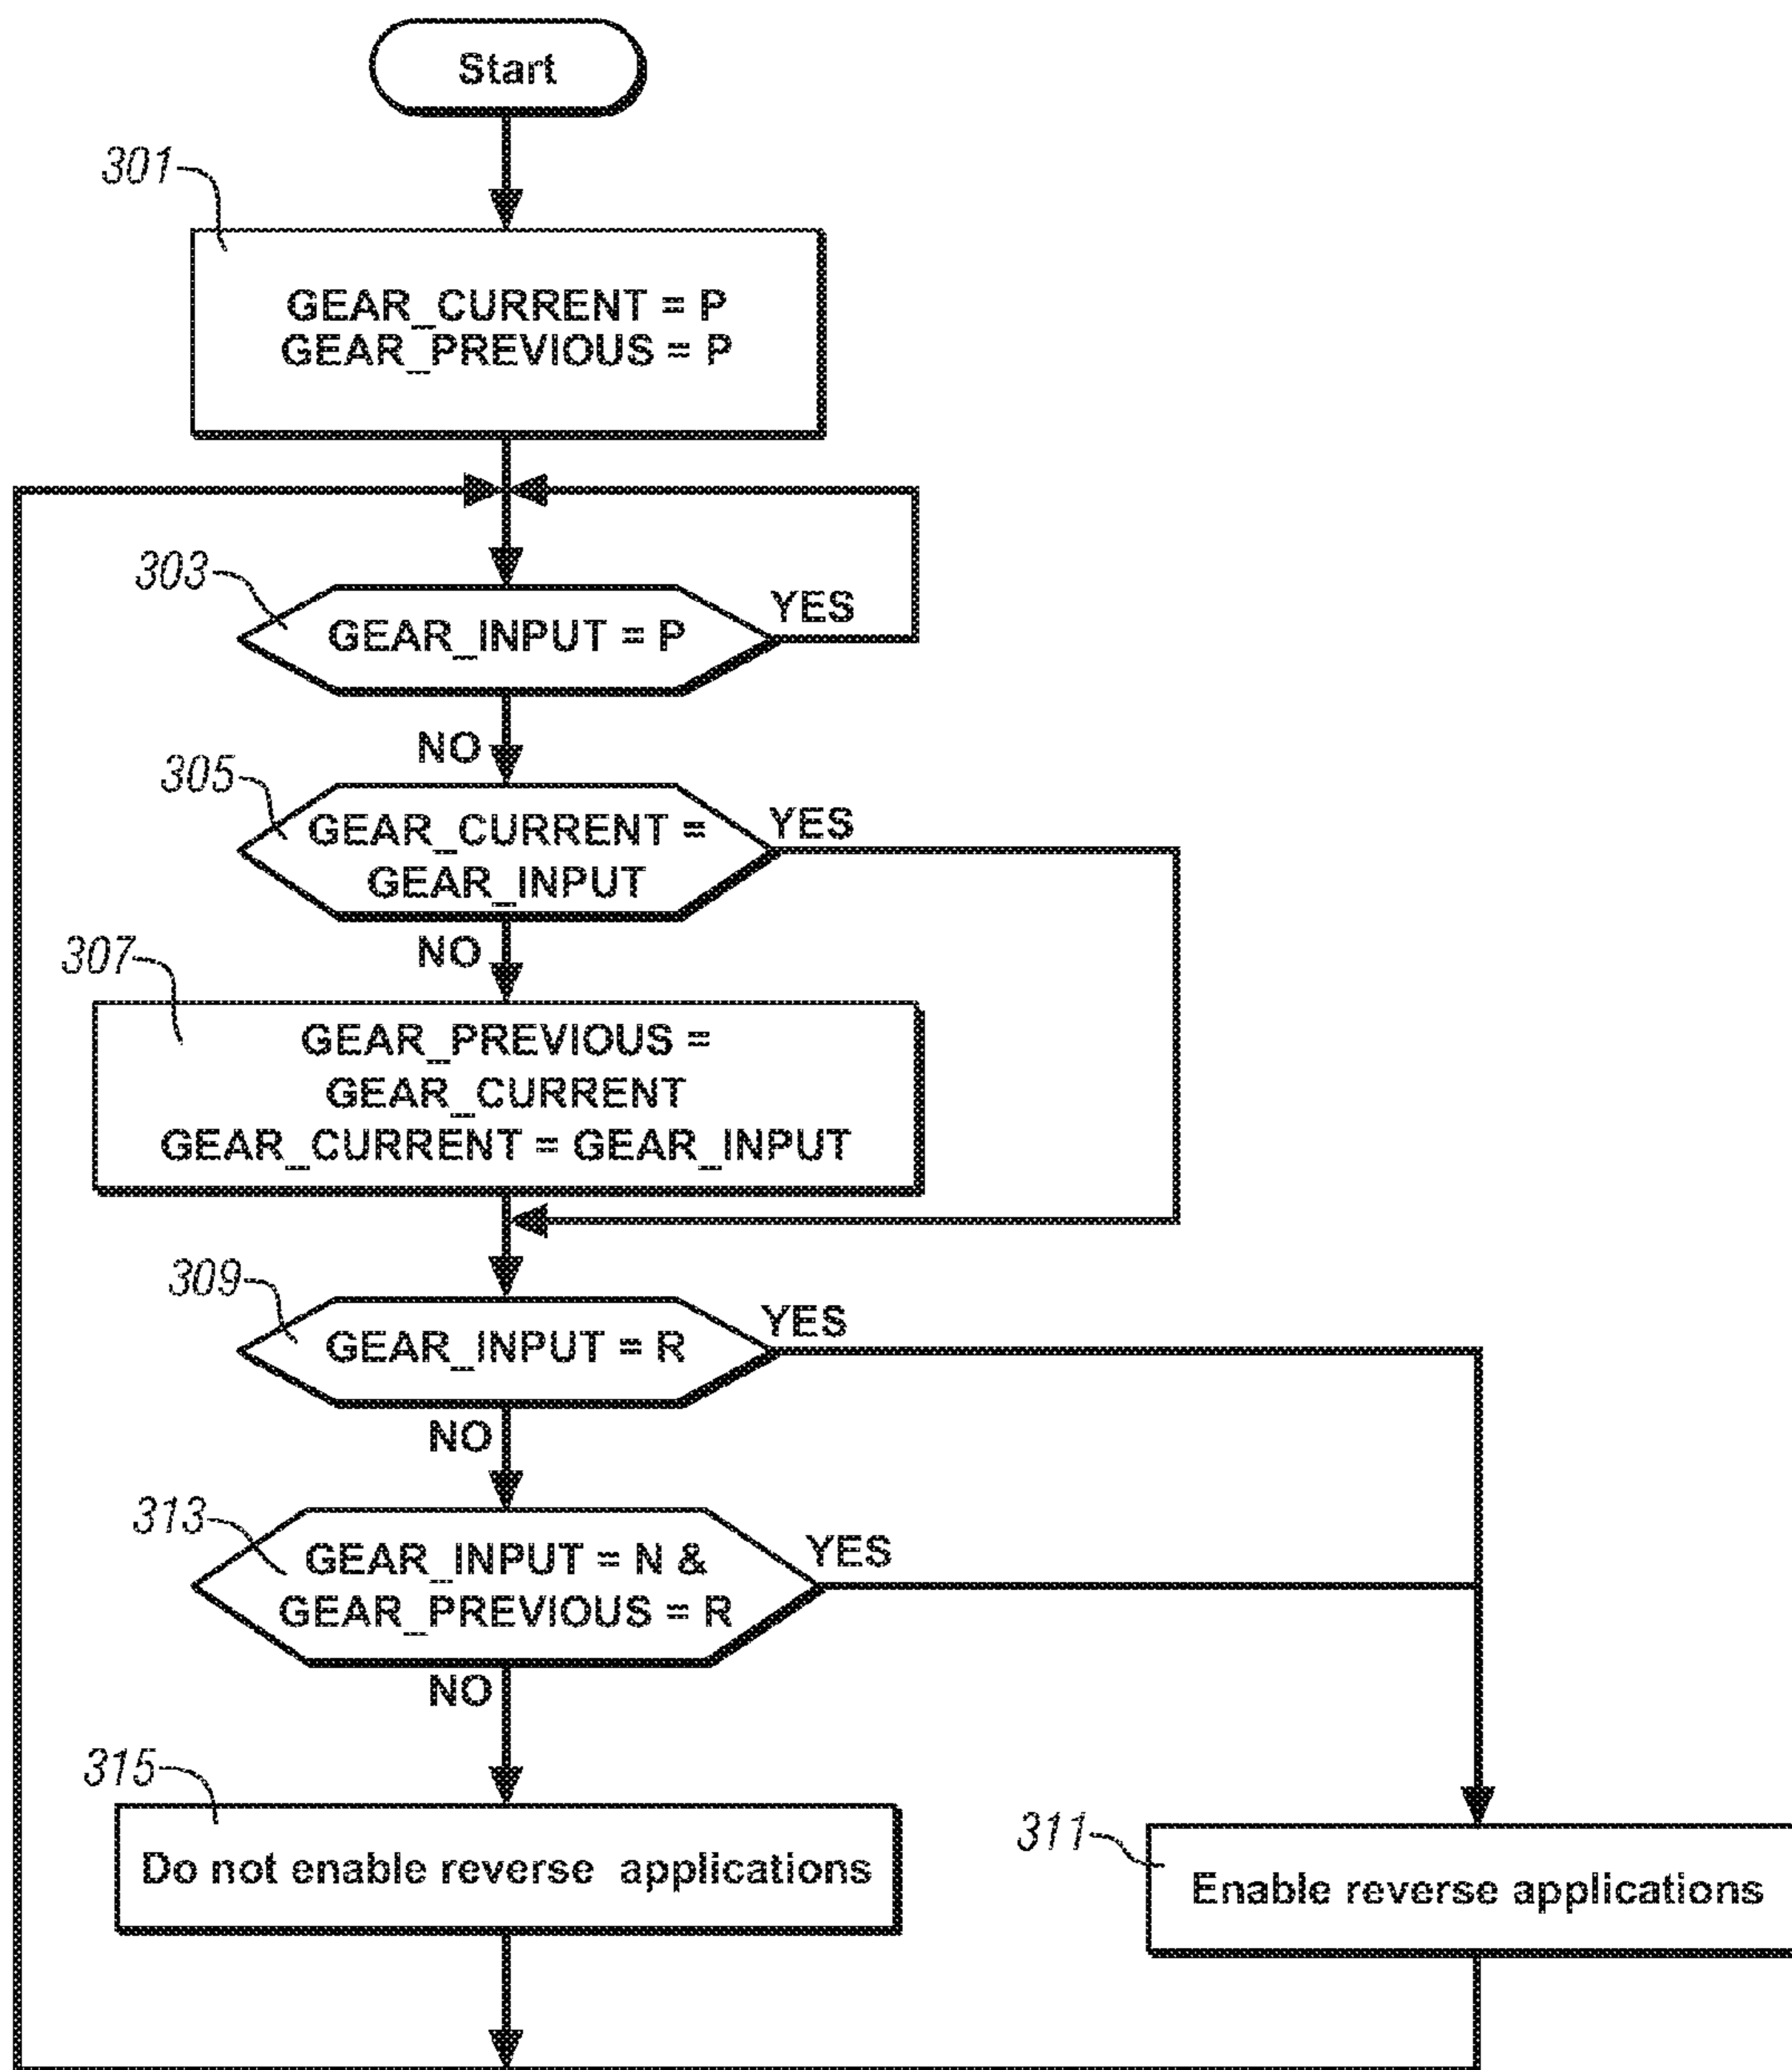 Start
301
GEAR_CURRENT = P
GEAR_PREVIOUS = P
303
GEAR_INPUT = P
YES
NO
305
GEAR_CURRENT =
GEAR_INPUT
YES
NO
307
GEAR_PREVIOUS =
GEAR_CURRENT
GEAR_CURRENT = GEAR_INPUT
309
GEAR_INPUT = R
YES
NO
313
GEAR_INPUT = N &
GEAR_PREVIOUS = R
YES
NO
315
Do not enable reverse applications
311
Enable reverse applications